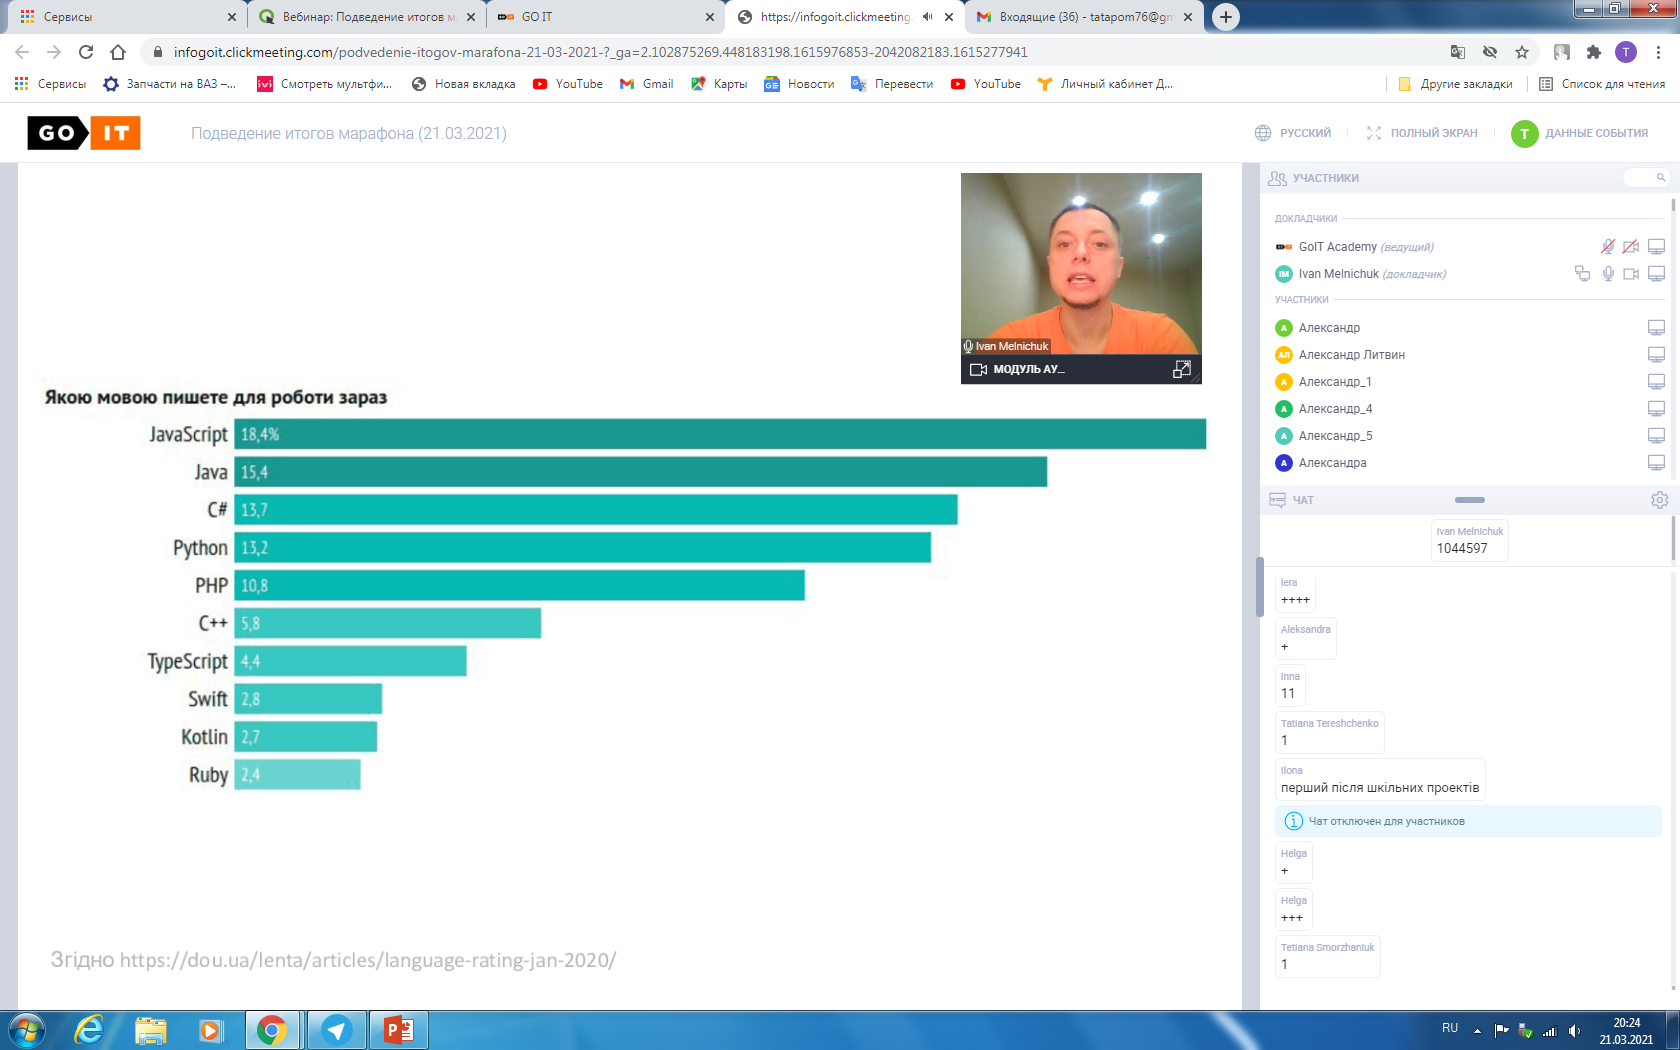 Сервисы
Вебинар: Подведение итогов м
GO IT
https://infogoit.clickmeeting.
Входящие (36) - tatapom76@gm
infogoit.clickmeeting.com/podvedenie-itogov-marafona-21-03-2021-?_ga=2.102875269.448183198.1615976853-2042082183.1615277941
T
Сервисы
Запчасти на ВАЗ –...
ivi
Смотреть мультфи...
Новая вкладка
YouTube
Gmail
Карты
Новости
Перевести
YouTube
Личный кабинет Д...
Другие закладки
Список для чтения
GO IT
Подведение итогов марафона (21.03.2021)
РУССКИЙ
ПОЛНЫЙ ЭКРАН
T
ДАННЫЕ СОБЫТИЯ
Ivan Melnichuk
МОДУЛЬ АУ...
Якою мовою пишете для роботи зараз
JavaScript 18,4%
Java 15,4
C# 13,7
Python 13,2
PHP 10,8
C++ 5,8
TypeScript 4,4
Swift 2,8
Kotlin 2,7
Ruby 2,4
Згідно https://dou.ua/lenta/articles/language-rating-jan-2020/
УЧАСТНИКИ
ДОКЛАДЧИКИ
GoIT Academy (ведущий)
IM Ivan Melnichuk (докладчик)
УЧАСТНИКИ
А Александр
АЛ Александр Литвин
А Александр_1
А Александр_4
А Александр_5
А Александра
ЧАТ
Ivan Melnichuk
1044597
lera
++++
Aleksandra
+
Inna
11
Tatiana Tereshchenko
1
Ilona
перший після шкільних проектів
Чат отключен для участников
Helga
+
Helga
+++
Tetiana Smorzhaniuk
1
RU
20:24
21.03.2021